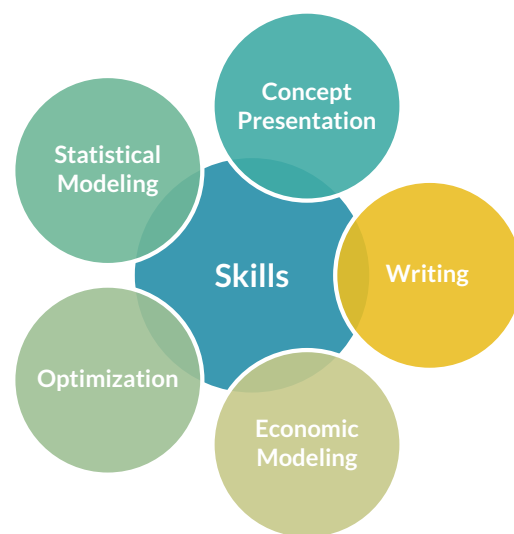 Concept
Presentation
Statistical
Modeling
Skills
Writing
Optimization
Economic
Modeling